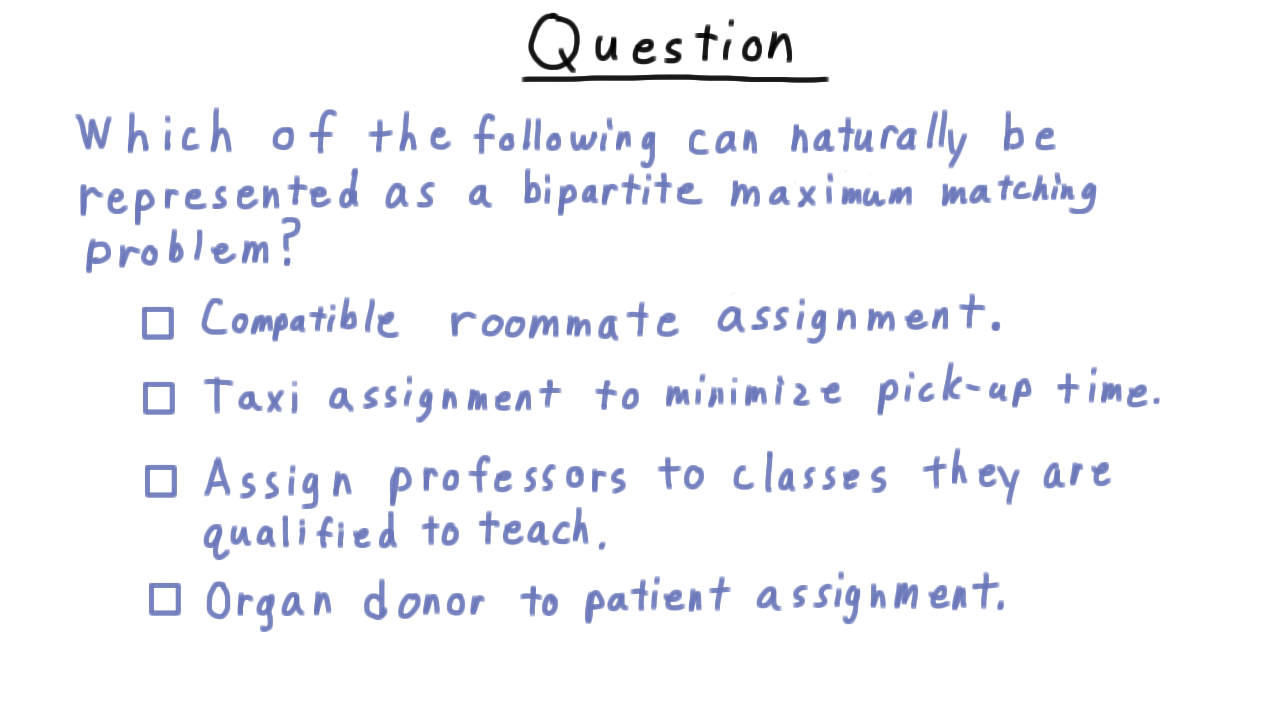 Question
Which of the following can naturally be
represented as a bipartite maximum matching
problem?
Compatible roommate assignment.
Taxi assignment to minimize pick-up time.
Assign professors to classes they are
qualified to teach.
Organ donor to patient assignment.